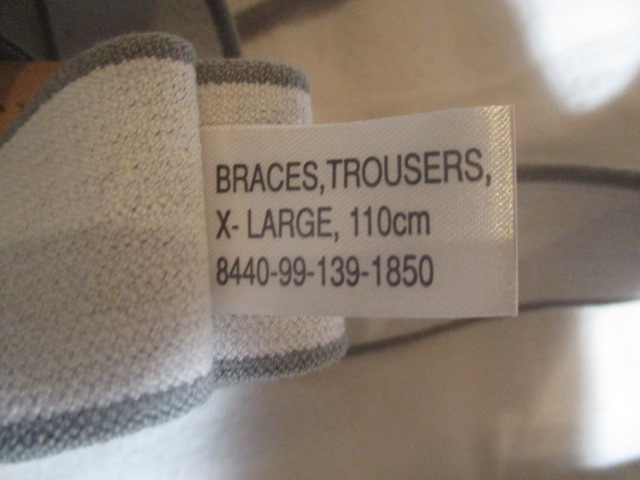 BRACES,TROUSERS,
X- LARGE, 110cm
8440-99-139-1850